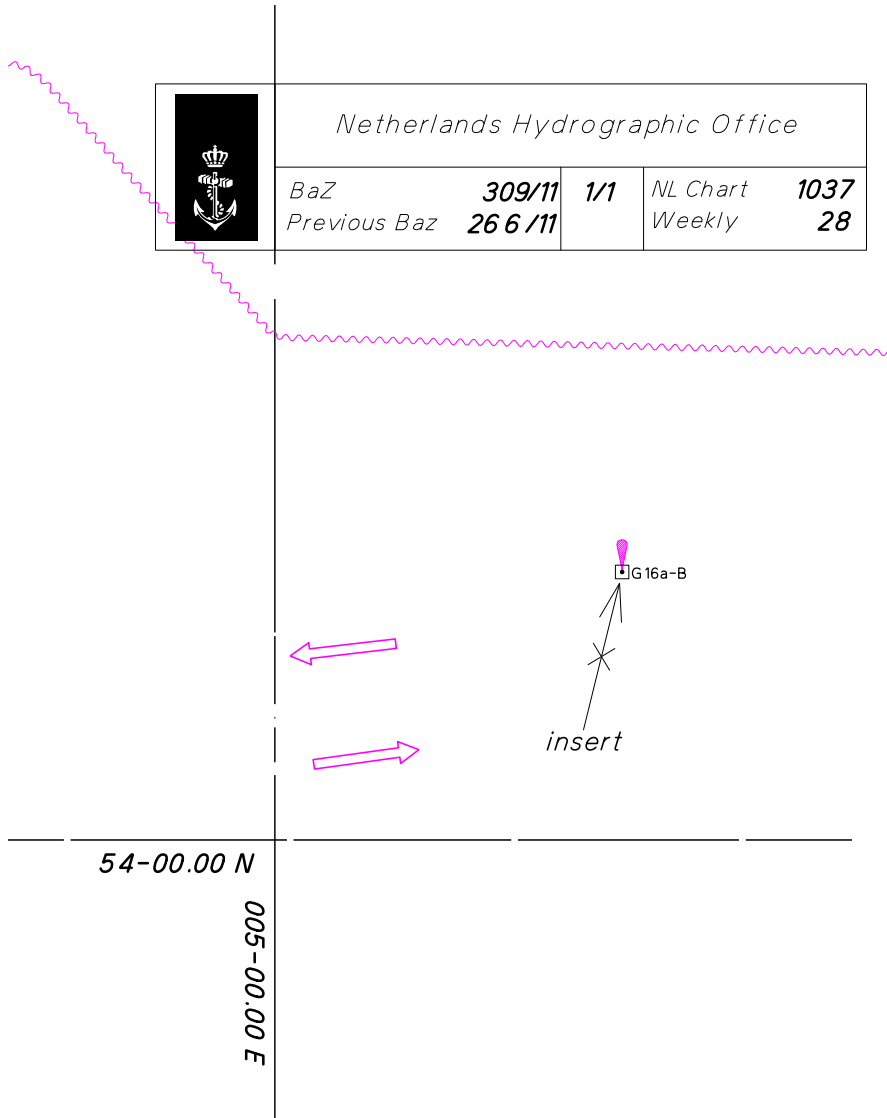 Netherlands Hydrographic Office
BaZ 309/11 1/1 NL Chart 1037
Previous Baz 266/11 Weekly 28
G16a-B
insert
54-00.00 N
005-00.00 E